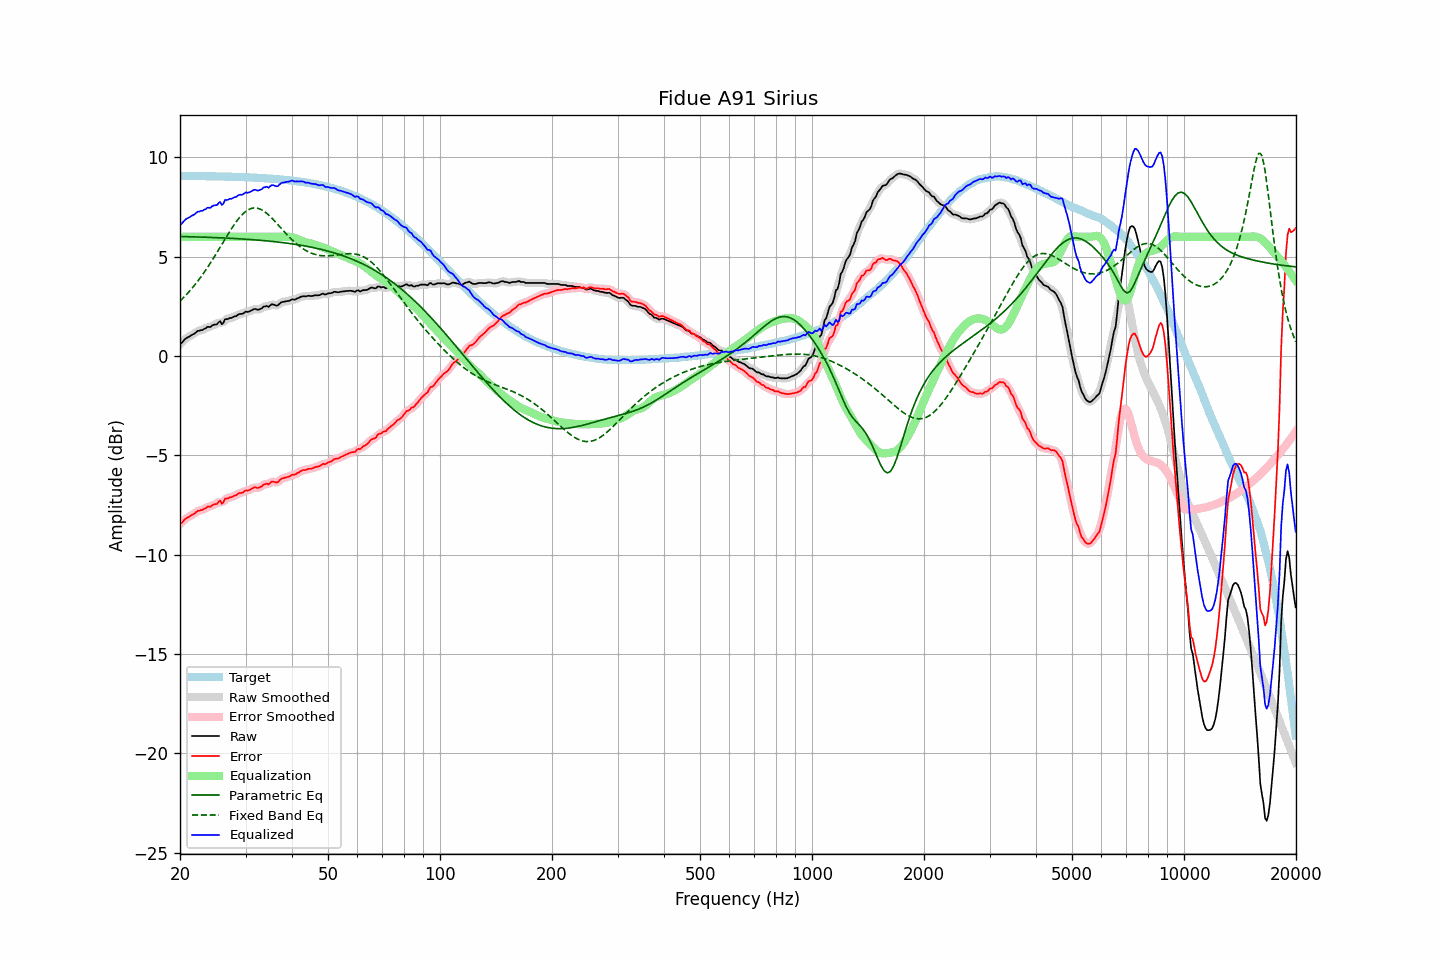 Fidue A91 Sirius
Amplitude (dBr)
10
5
0
−5
−10
−15
−20
−25
Target
Raw Smoothed
Error Smoothed
Raw
Error
Equalization
Parametric Eq
Fixed Band Eq
Equalized
20 50 100 200 500 1000 2000 5000 10000 20000
Frequency (Hz)